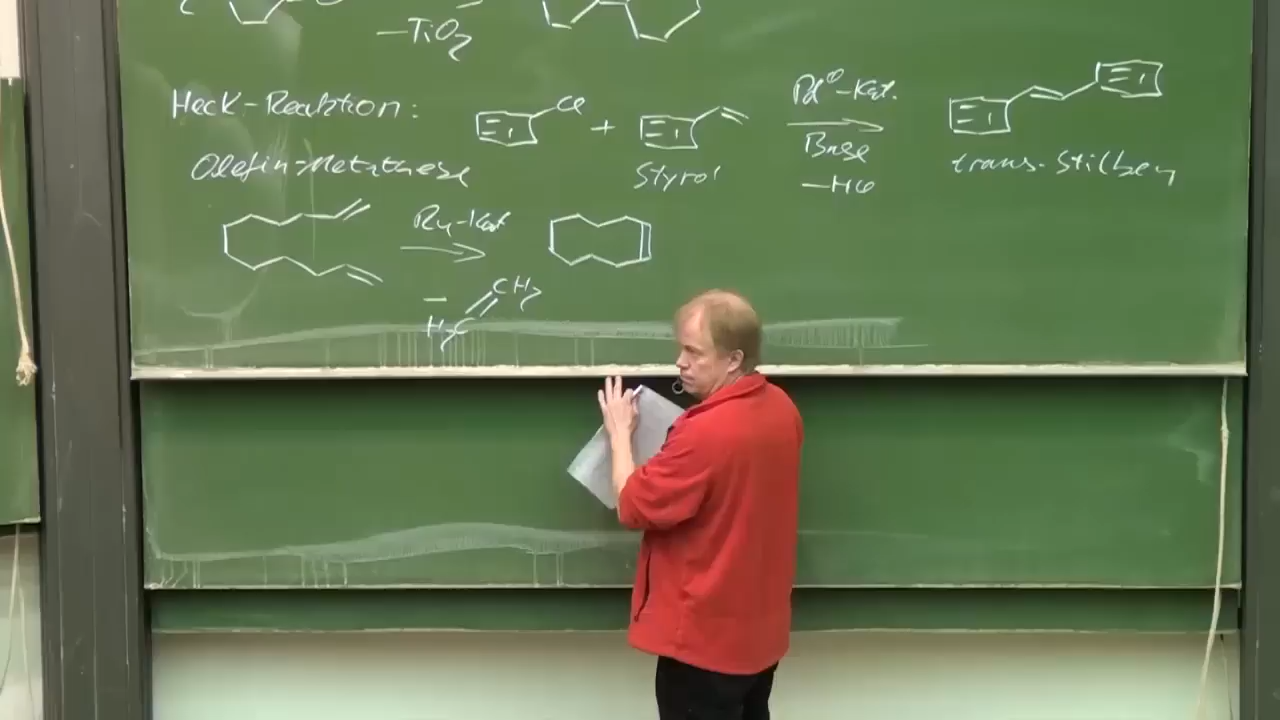 —TiO₂
Heck-Reaktion: Cl + Pd⁰-Kat.
Base
—HCl
Styrol trans-Stilben
Olefin-Metathese
Ru-Kat
— H₂C=CH₂